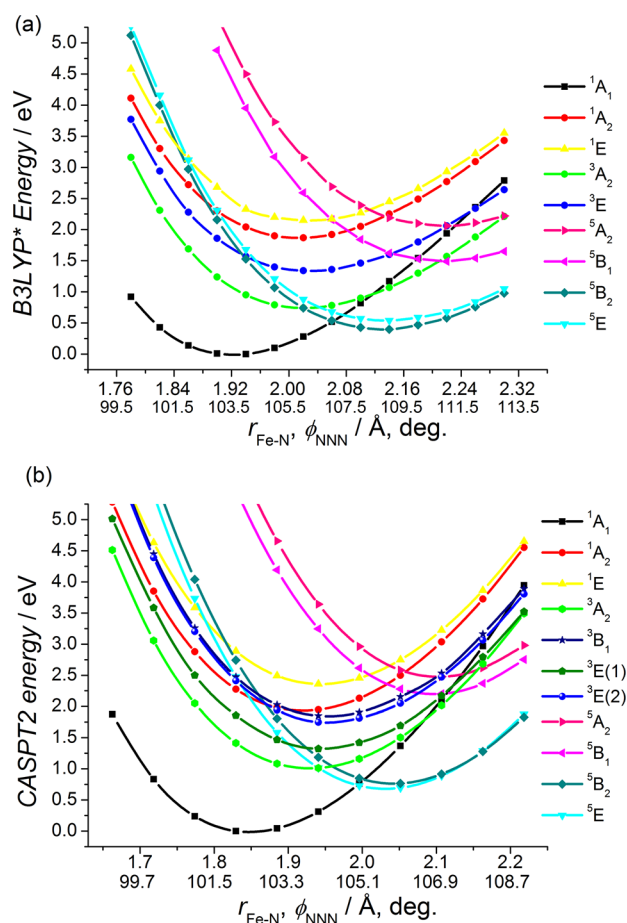 (a)
B3LYP* Energy / eV
5.0
4.5
4.0
3.5
3.0
2.5
2.0
1.5
1.0
0.5
0.0
1.76 1.84 1.92 2.00 2.08 2.16 2.24 2.32
99.5 101.5 103.5 105.5 107.5 109.5 111.5 113.5
r_Fe-N, ϕ_NNN / Å, deg.
¹A₁
¹A₂
¹E
³A₂
³E
⁵A₂
⁵B₁
⁵B₂
⁵E
(b)
CASPT2 energy / eV
5.0
4.5
4.0
3.5
3.0
2.5
2.0
1.5
1.0
0.5
0.0
1.7 1.8 1.9 2.0 2.1 2.2
99.7 101.5 103.3 105.1 106.9 108.7
r_Fe-N, ϕ_NNN / Å, deg.
¹A₁
¹A₂
¹E
³A₂
³B₁
³E(1)
³E(2)
⁵A₂
⁵B₁
⁵B₂
⁵E